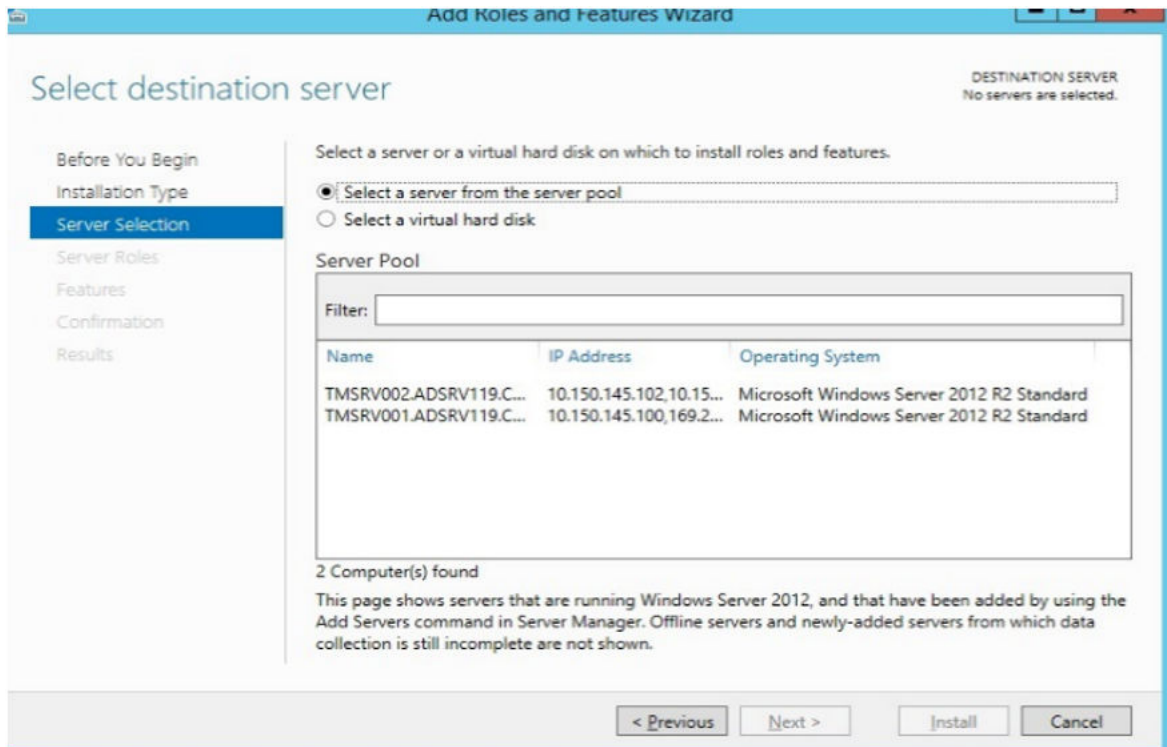 Add Roles and Features Wizard
Select destination server
DESTINATION SERVER
No servers are selected.
Before You Begin
Installation Type
Server Selection
Server Roles
Features
Confirmation
Results
Select a server or a virtual hard disk on which to install roles and features.
Select a server from the server pool
Select a virtual hard disk
Server Pool
Filter:
Name IP Address Operating System
TMSRV002.ADSRV119.C... 10.150.145.102,10.15... Microsoft Windows Server 2012 R2 Standard
TMSRV001.ADSRV119.C... 10.150.145.100,169.2... Microsoft Windows Server 2012 R2 Standard
2 Computer(s) found
This page shows servers that are running Windows Server 2012, and that have been added by using the
Add Servers command in Server Manager. Offline servers and newly-added servers from which data
collection is still incomplete are not shown.
< Previous Next > Install Cancel